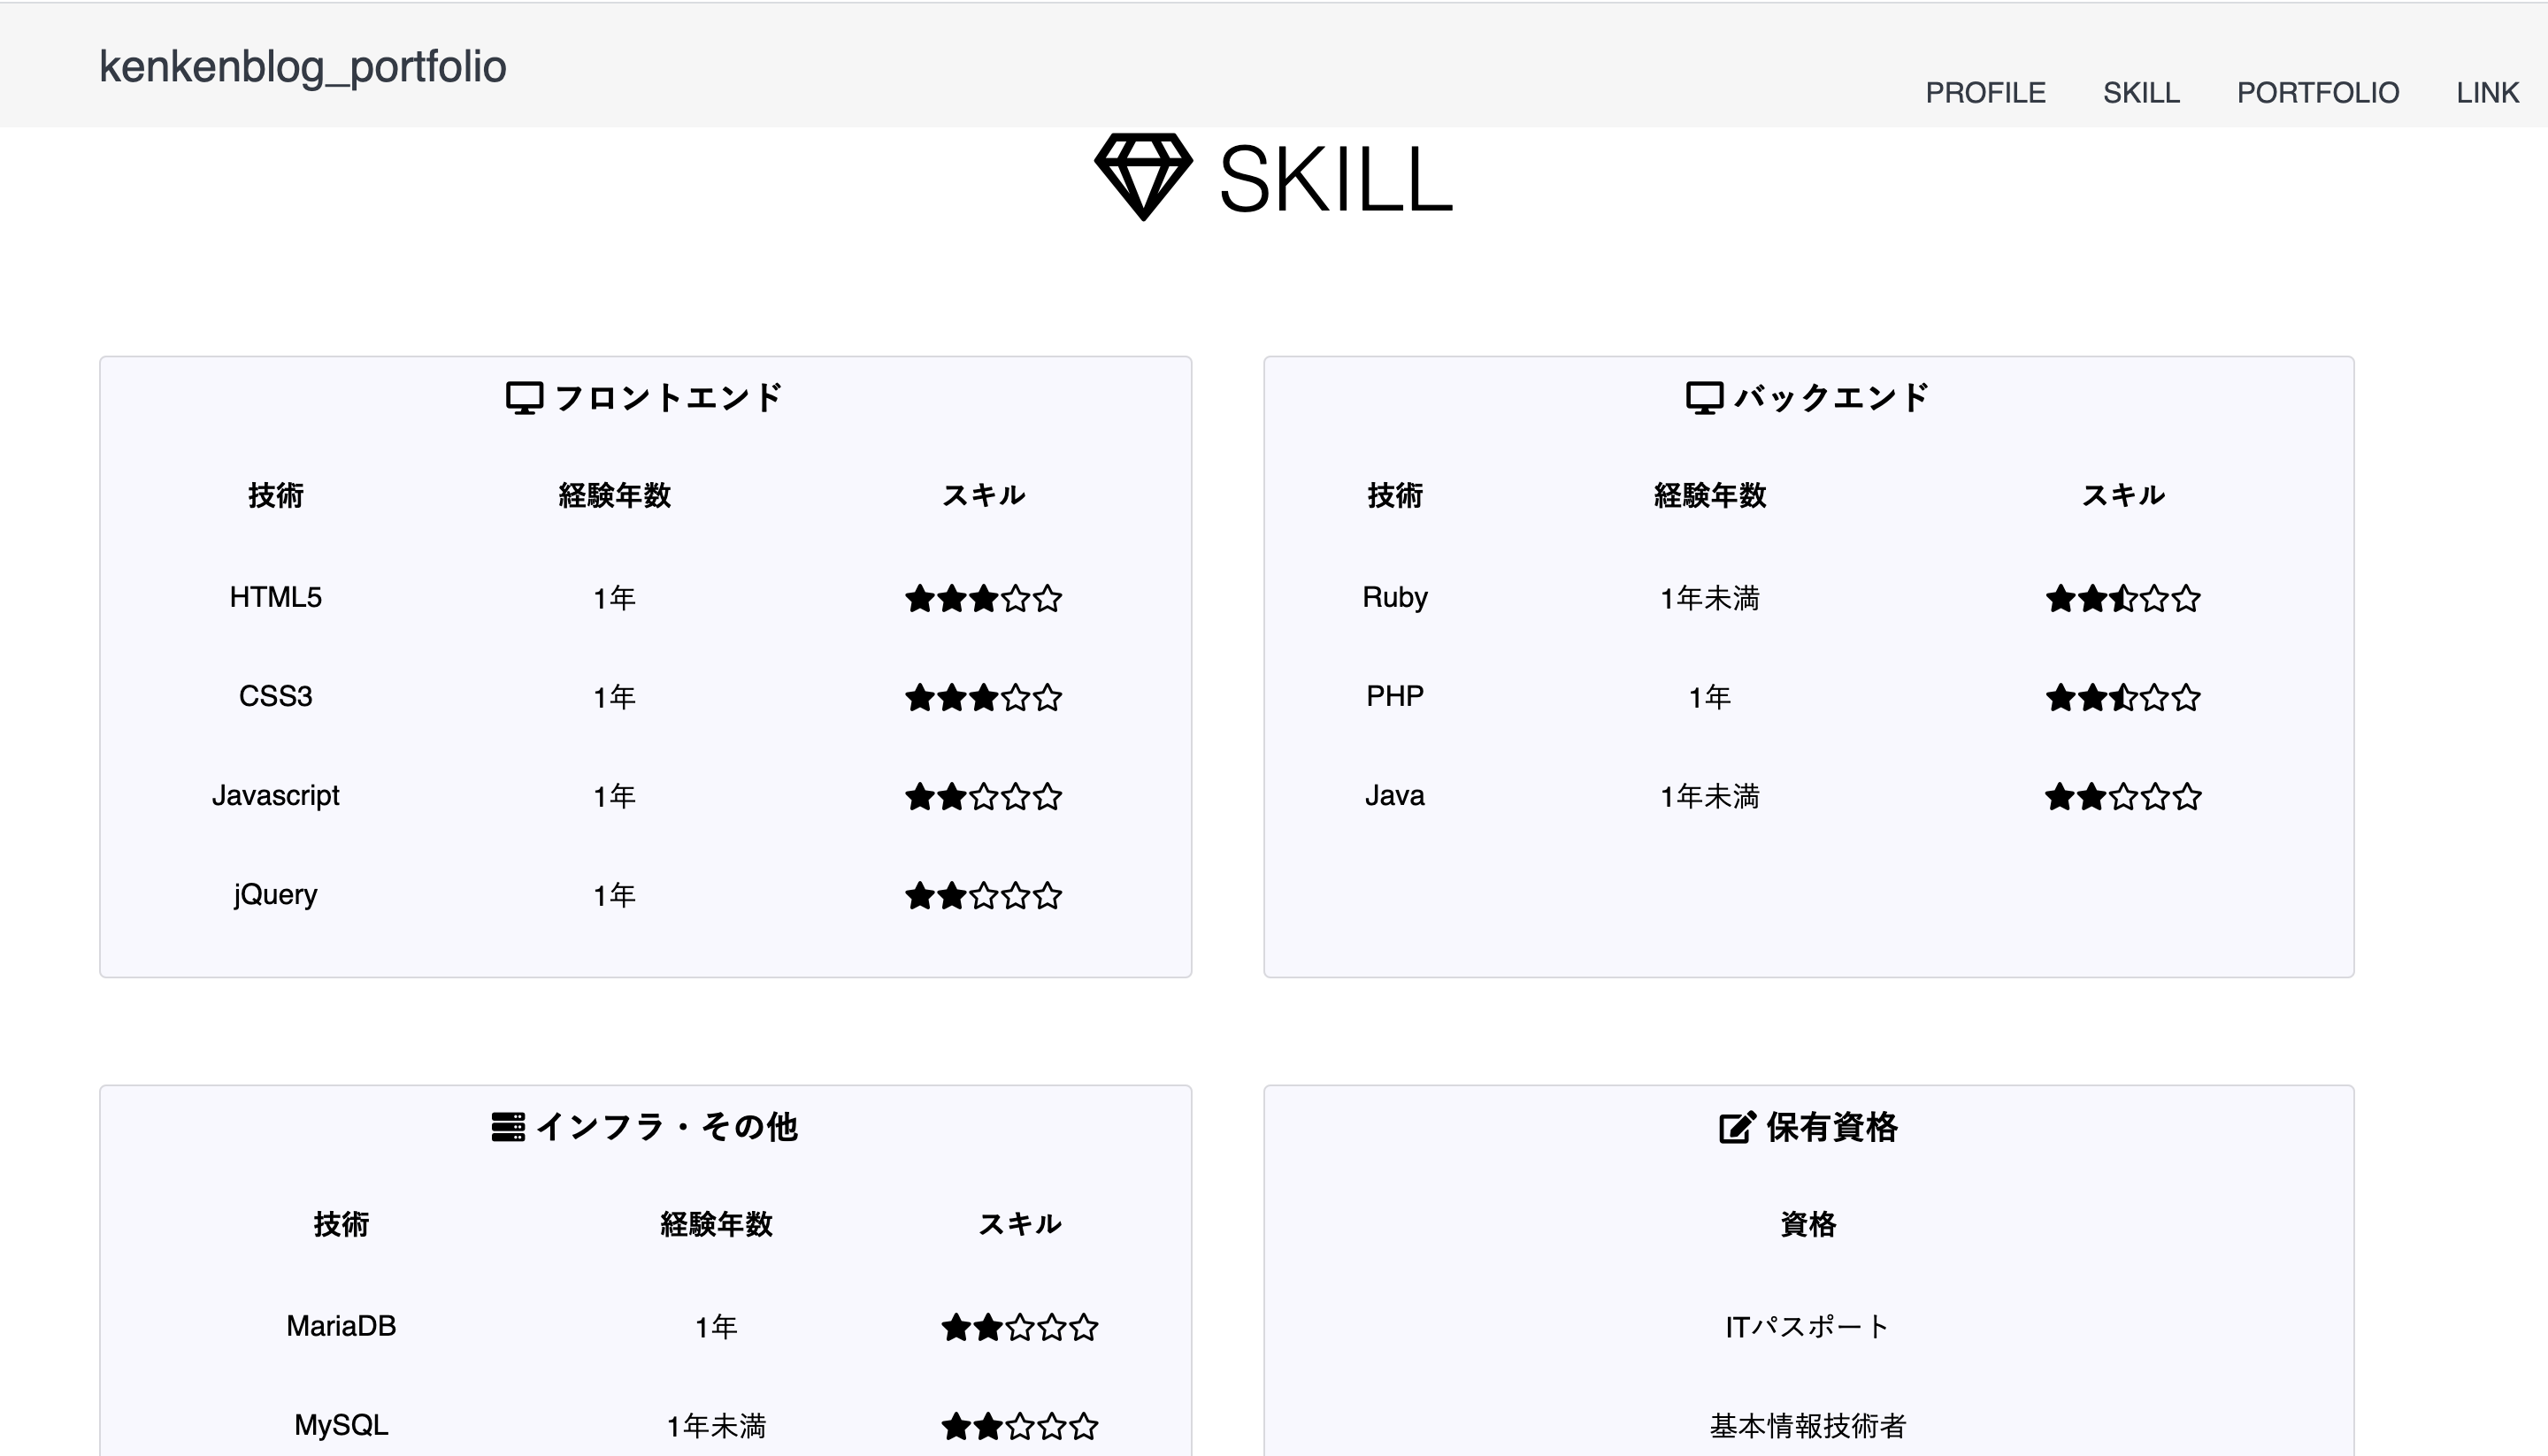 kenkenblog_portfolio
PROFILE SKILL PORTFOLIO LINK
SKILL
フロントエンド
技術 経験年数 スキル
HTML5 1年 ★★★☆☆
CSS3 1年 ★★★☆☆
Javascript 1年 ★★☆☆☆
jQuery 1年 ★★☆☆☆
バックエンド
技術 経験年数 スキル
Ruby 1年未満
PHP 1年
Java 1年未満 ★★☆☆☆
インフラ・その他
技術 経験年数 スキル
MariaDB 1年 ★★☆☆☆
MySQL 1年未満 ★★☆☆☆
保有資格
資格
ITパスポート
基本情報技術者